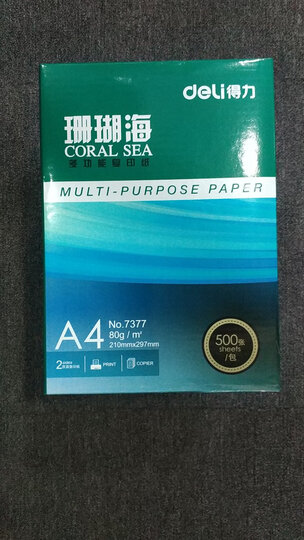 deli得力
珊瑚海
CORAL SEA
多功能复印纸
MULTI-PURPOSE PAPER
A4
No.7377
80g / m²
210mmx297mm
500张
sheets
/包
2
PRINT
COPIER